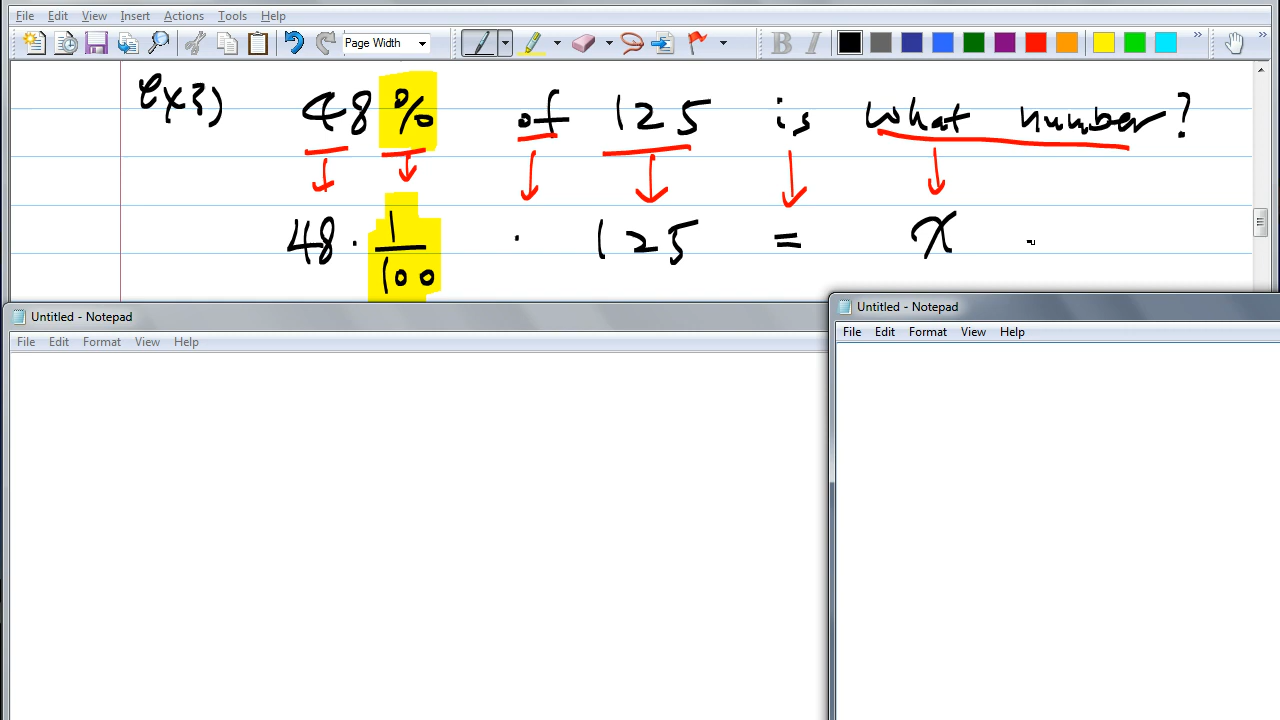 File Edit View Insert Actions Tools Help
Page Width B I
ex3) 48% of 125 is what number?
48 · 1/100 · 125 = x
Untitled - Notepad
File Edit Format View Help
Untitled - Notepad
File Edit Format View Help